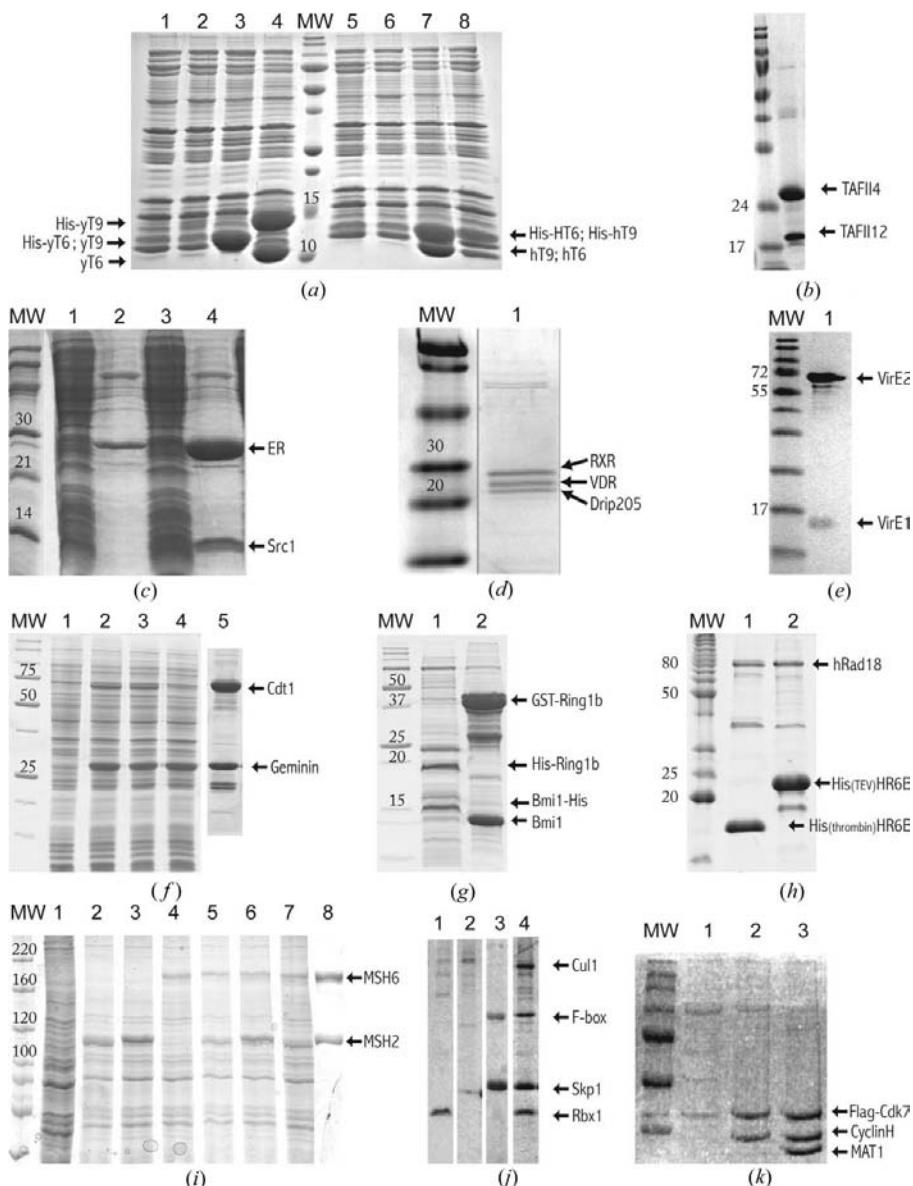 1 2 3 4 MW 5 6 7 8
15
10
His-yT9
His-yT6; yT9
yT6
His-HT6; His-hT9
hT9; hT6
(a)
24
17
TAFII4
TAFII12
(b)
MW 1 2 3 4
30
21
14
ER
Src1
(c)
MW 1
30
20
RXR
VDR
Drip205
(d)
MW 1
72
55
17
VirE2
VirE1
(e)
MW 1 2 3 4 5
75
50
25
Cdt1
Geminin
(f)
MW 1 2
50
37
25
20
15
GST-Ring1b
His-Ring1b
Bmi1-His
Bmi1
(g)
MW 1 2
80
50
25
20
hRad18
His(TEV)HR6E
His(thrombin)HR6E
(h)
MW 1 2 3 4 5 6 7 8
220
160
120
100
MSH6
MSH2
(i)
1 2 3 4
Cul1
F-box
Skp1
Rbx1
(j)
MW 1 2 3
Flag-Cdk7
CyclinH
MAT1
(k)